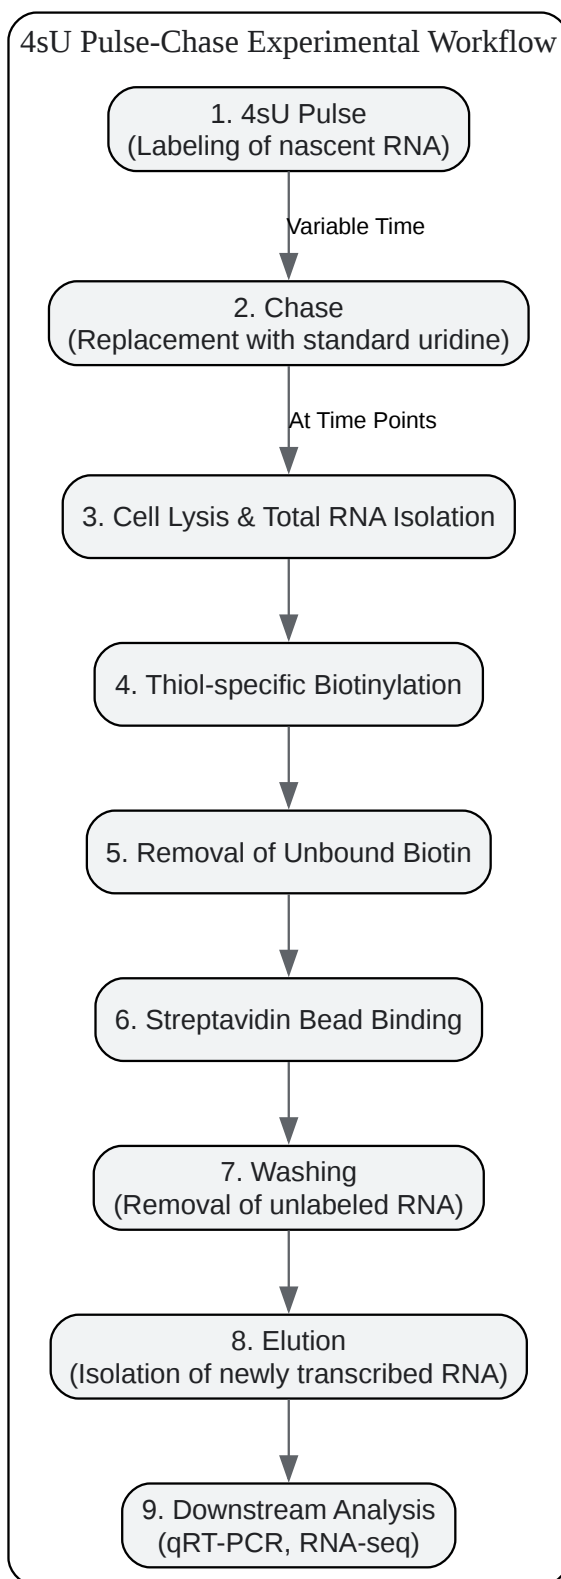 4sU Pulse-Chase Experimental Workflow
1. 4sU Pulse
(Labeling of nascent RNA)
Variable Time
2. Chase
(Replacement with standard uridine)
At Time Points
3. Cell Lysis & Total RNA Isolation
4. Thiol-specific Biotinylation
5. Removal of Unbound Biotin
6. Streptavidin Bead Binding
7. Washing
(Removal of unlabeled RNA)
8. Elution
(Isolation of newly transcribed RNA)
9. Downstream Analysis
(qRT-PCR, RNA-seq)